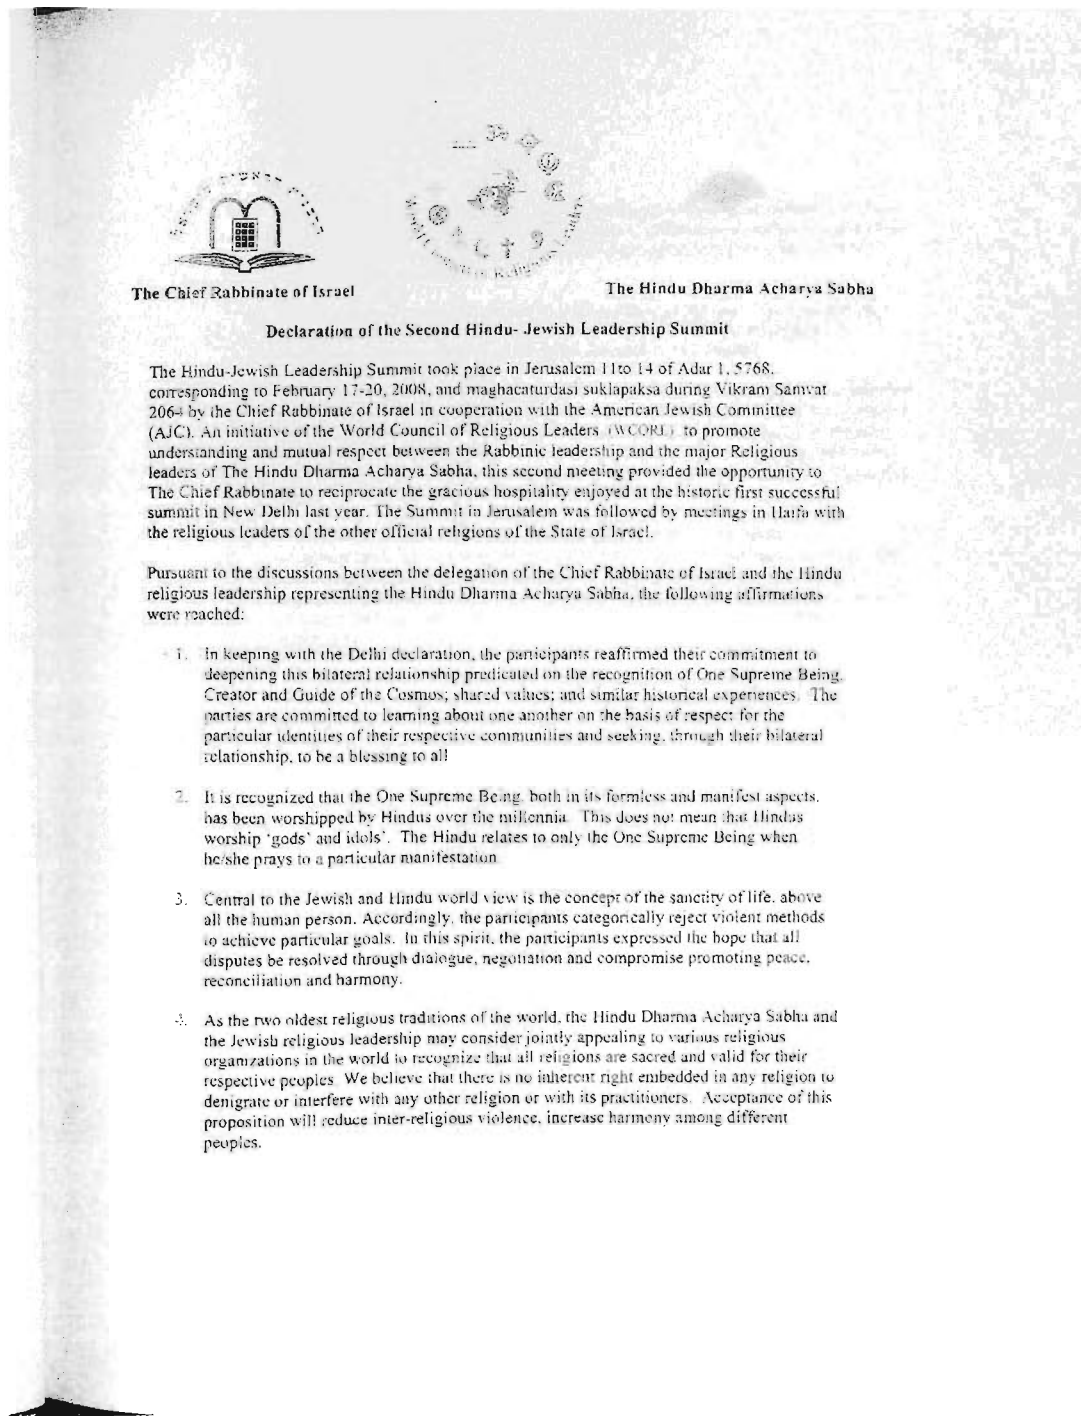 The Chief Rabbinate of Israel
The Hindu Dharma Acharya Sabha
Declaration of the Second Hindu- Jewish Leadership Summit
The Hindu-Jewish Leadership Summit took place in Jerusalem 11to 14 of Adar 1, 5768,
corresponding to February 17-20, 2008, and maghacaturdasi suklapaksa during Vikram Samvat
2064 by the Chief Rabbinate of Israel in cooperation with the American Jewish Committee
(AJC). An initiative of the World Council of Religious Leaders (WCORL) to promote
understanding and mutual respect between the Rabbinic leadership and the major Religious
leaders of The Hindu Dharma Acharya Sabha, this second meeting provided the opportunity to
The Chief Rabbinate to reciprocate the gracious hospitality enjoyed at the historic first successful
summit in New Delhi last year. The Summit in Jerusalem was followed by meetings in Haifa with
the religious leaders of the other official religions of the State of Israel.
Pursuant to the discussions between the delegation of the Chief Rabbinate of Israel and the Hindu
religious leadership representing the Hindu Dharma Acharya Sabha, the following affirmations
were reached:
1. In keeping with the Delhi declaration, the participants reaffirmed their commitment to
deepening this bilateral relationship predicated on the recognition of One Supreme Being,
Creator and Guide of the Cosmos; shared values; and similar historical experiences. The
parties are committed to learning about one another on the basis of respect for the
particular identities of their respective communities and seeking, through their bilateral
relationship, to be a blessing to all
2. It is recognized that the One Supreme Being, both in its formless and manifest aspects,
has been worshipped by Hindus over the millennia. This does not mean that Hindus
worship 'gods' and idols'. The Hindu relates to only the One Supreme Being when
he/she prays to a particular manifestation
3. Central to the Jewish and Hindu world view is the concept of the sanctity of life, above
all the human person. Accordingly, the participants categorically reject violent methods
to achieve particular goals. In this spirit, the participants expressed the hope that all
disputes be resolved through dialogue, negotiation and compromise promoting peace,
reconciliation and harmony.
4. As the two oldest religious traditions of the world, the Hindu Dharma Acharya Sabha and
the Jewish religious leadership may consider jointly appealing to various religious
organizations in the world to recognize that all religions are sacred and valid for their
respective peoples. We believe that there is no inherent right embedded in any religion to
denigrate or interfere with any other religion or with its practitioners. Acceptance of this
proposition will reduce inter-religious violence, increase harmony among different
peoples.